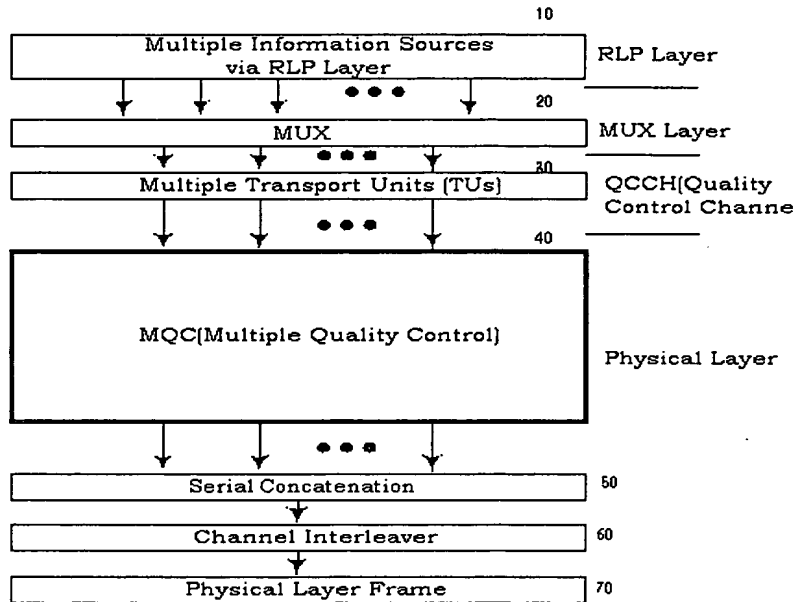 10
Multiple Information Sources
via RLP Layer
RLP Layer
20
MUX
MUX Layer
30
Multiple Transport Units (TUs)
QCCH(Quality
Control Channe
40
MQC(Multiple Quality Control)
Physical Layer
Serial Concatenation
50
Channel Interleaver
60
Physical Layer Frame
70